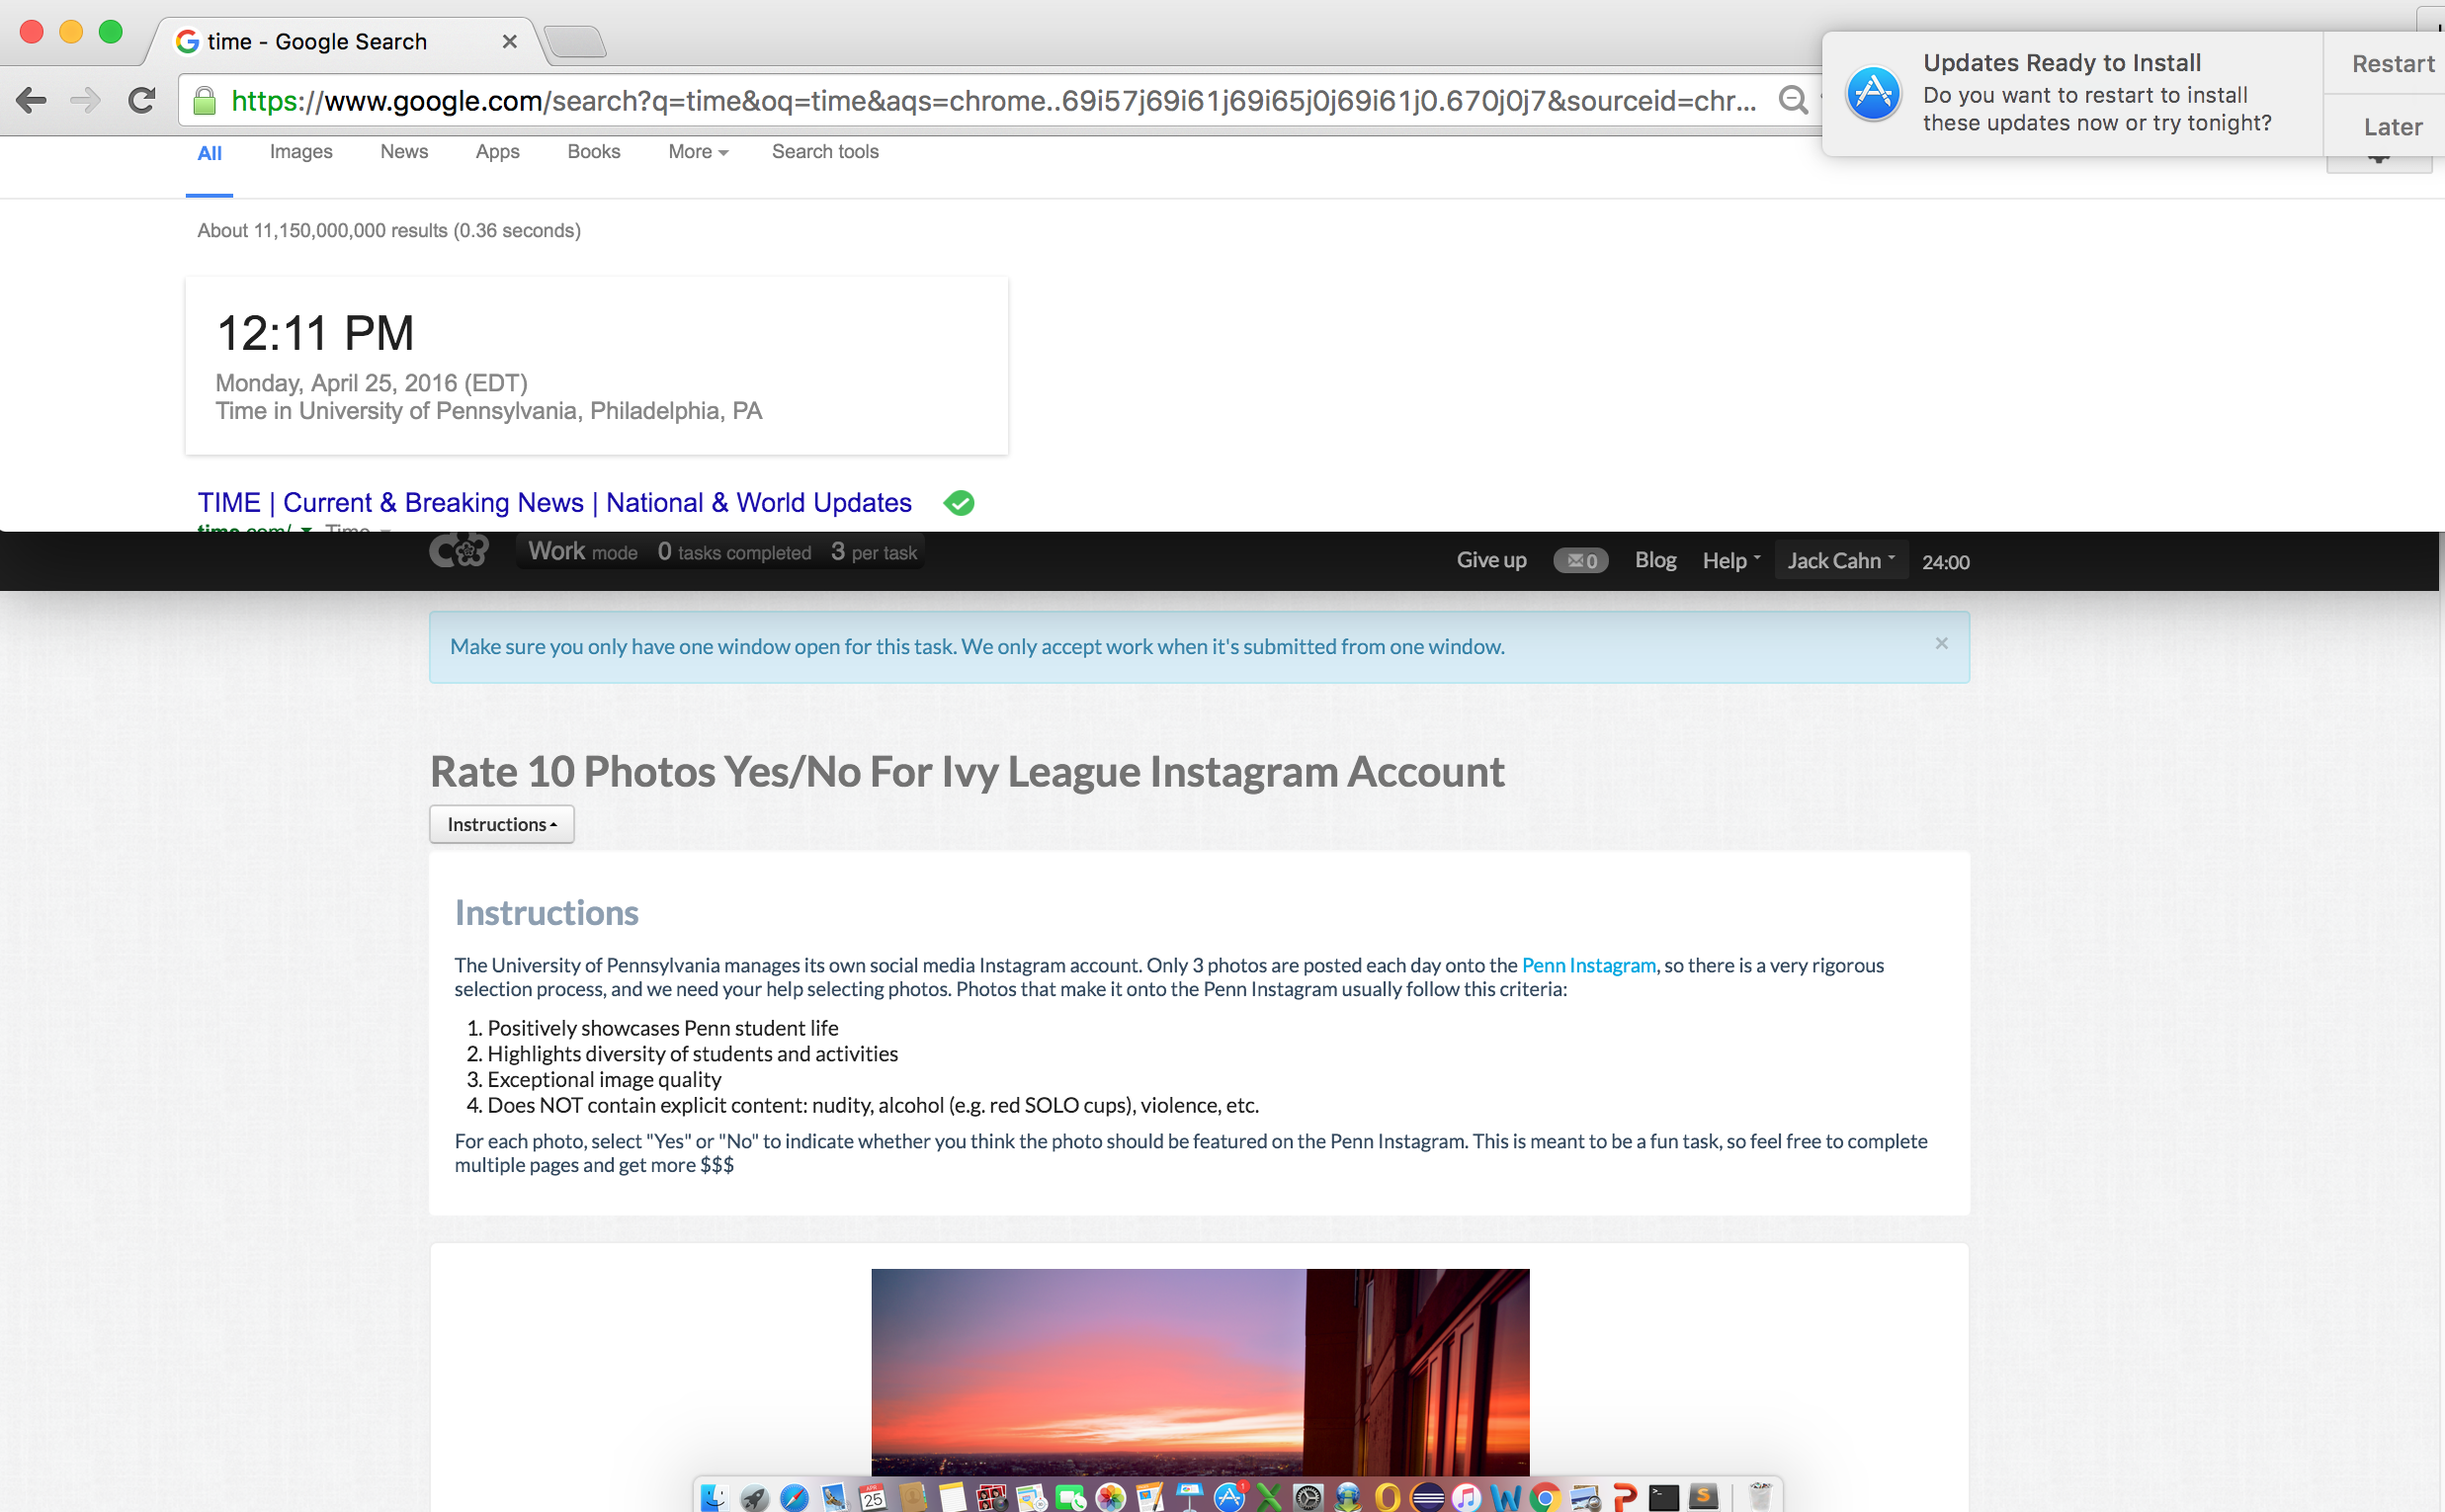 time - Google Search
Updates Ready to Install
Do you want to restart to install
these updates now or try tonight?
Restart
Later
https://www.google.com/search?q=time&oq=time&aqs=chrome..69i57j69i61j69i65j0j69i61j0.670j0j7&sourceid=chr...
All Images News Apps Books More Search tools
About 11,150,000,000 results (0.36 seconds)
12:11 PM
Monday, April 25, 2016 (EDT)
Time in University of Pennsylvania, Philadelphia, PA
TIME | Current & Breaking News | National & World Updates
time.com/ Time
Work mode 0 tasks completed 3 per task
Give up 0 Blog Help Jack Cahn 24:00
Make sure you only have one window open for this task. We only accept work when it's submitted from one window.
×
Rate 10 Photos Yes/No For Ivy League Instagram Account
Instructions
Instructions
The University of Pennsylvania manages its own social media Instagram account. Only 3 photos are posted each day onto the Penn Instagram, so there is a very rigorous
selection process, and we need your help selecting photos. Photos that make it onto the Penn Instagram usually follow this criteria:
1. Positively showcases Penn student life
2. Highlights diversity of students and activities
3. Exceptional image quality
4. Does NOT contain explicit content: nudity, alcohol (e.g. red SOLO cups), violence, etc.
For each photo, select "Yes" or "No" to indicate whether you think the photo should be featured on the Penn Instagram. This is meant to be a fun task, so feel free to complete
multiple pages and get more $$$
APR
25
1